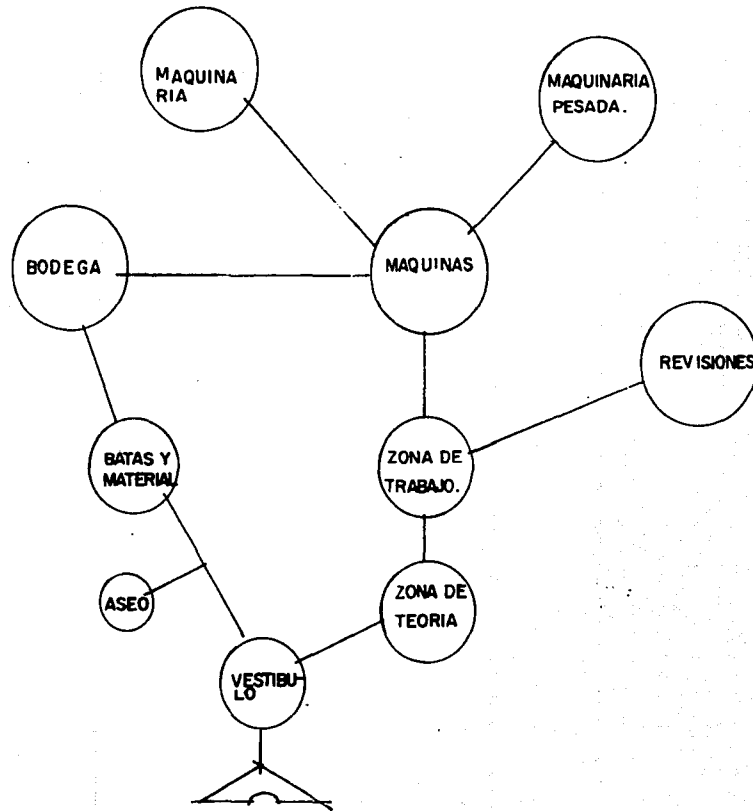 MAQUINA
RIA
MAQUINARIA
PESADA.
BODEGA
MAQUINAS
REVISIONES
BATAS Y
MATERIAL
ZONA DE
TRABAJO.
ASEO
ZONA DE
TEORIA
VESTIBU-
LO